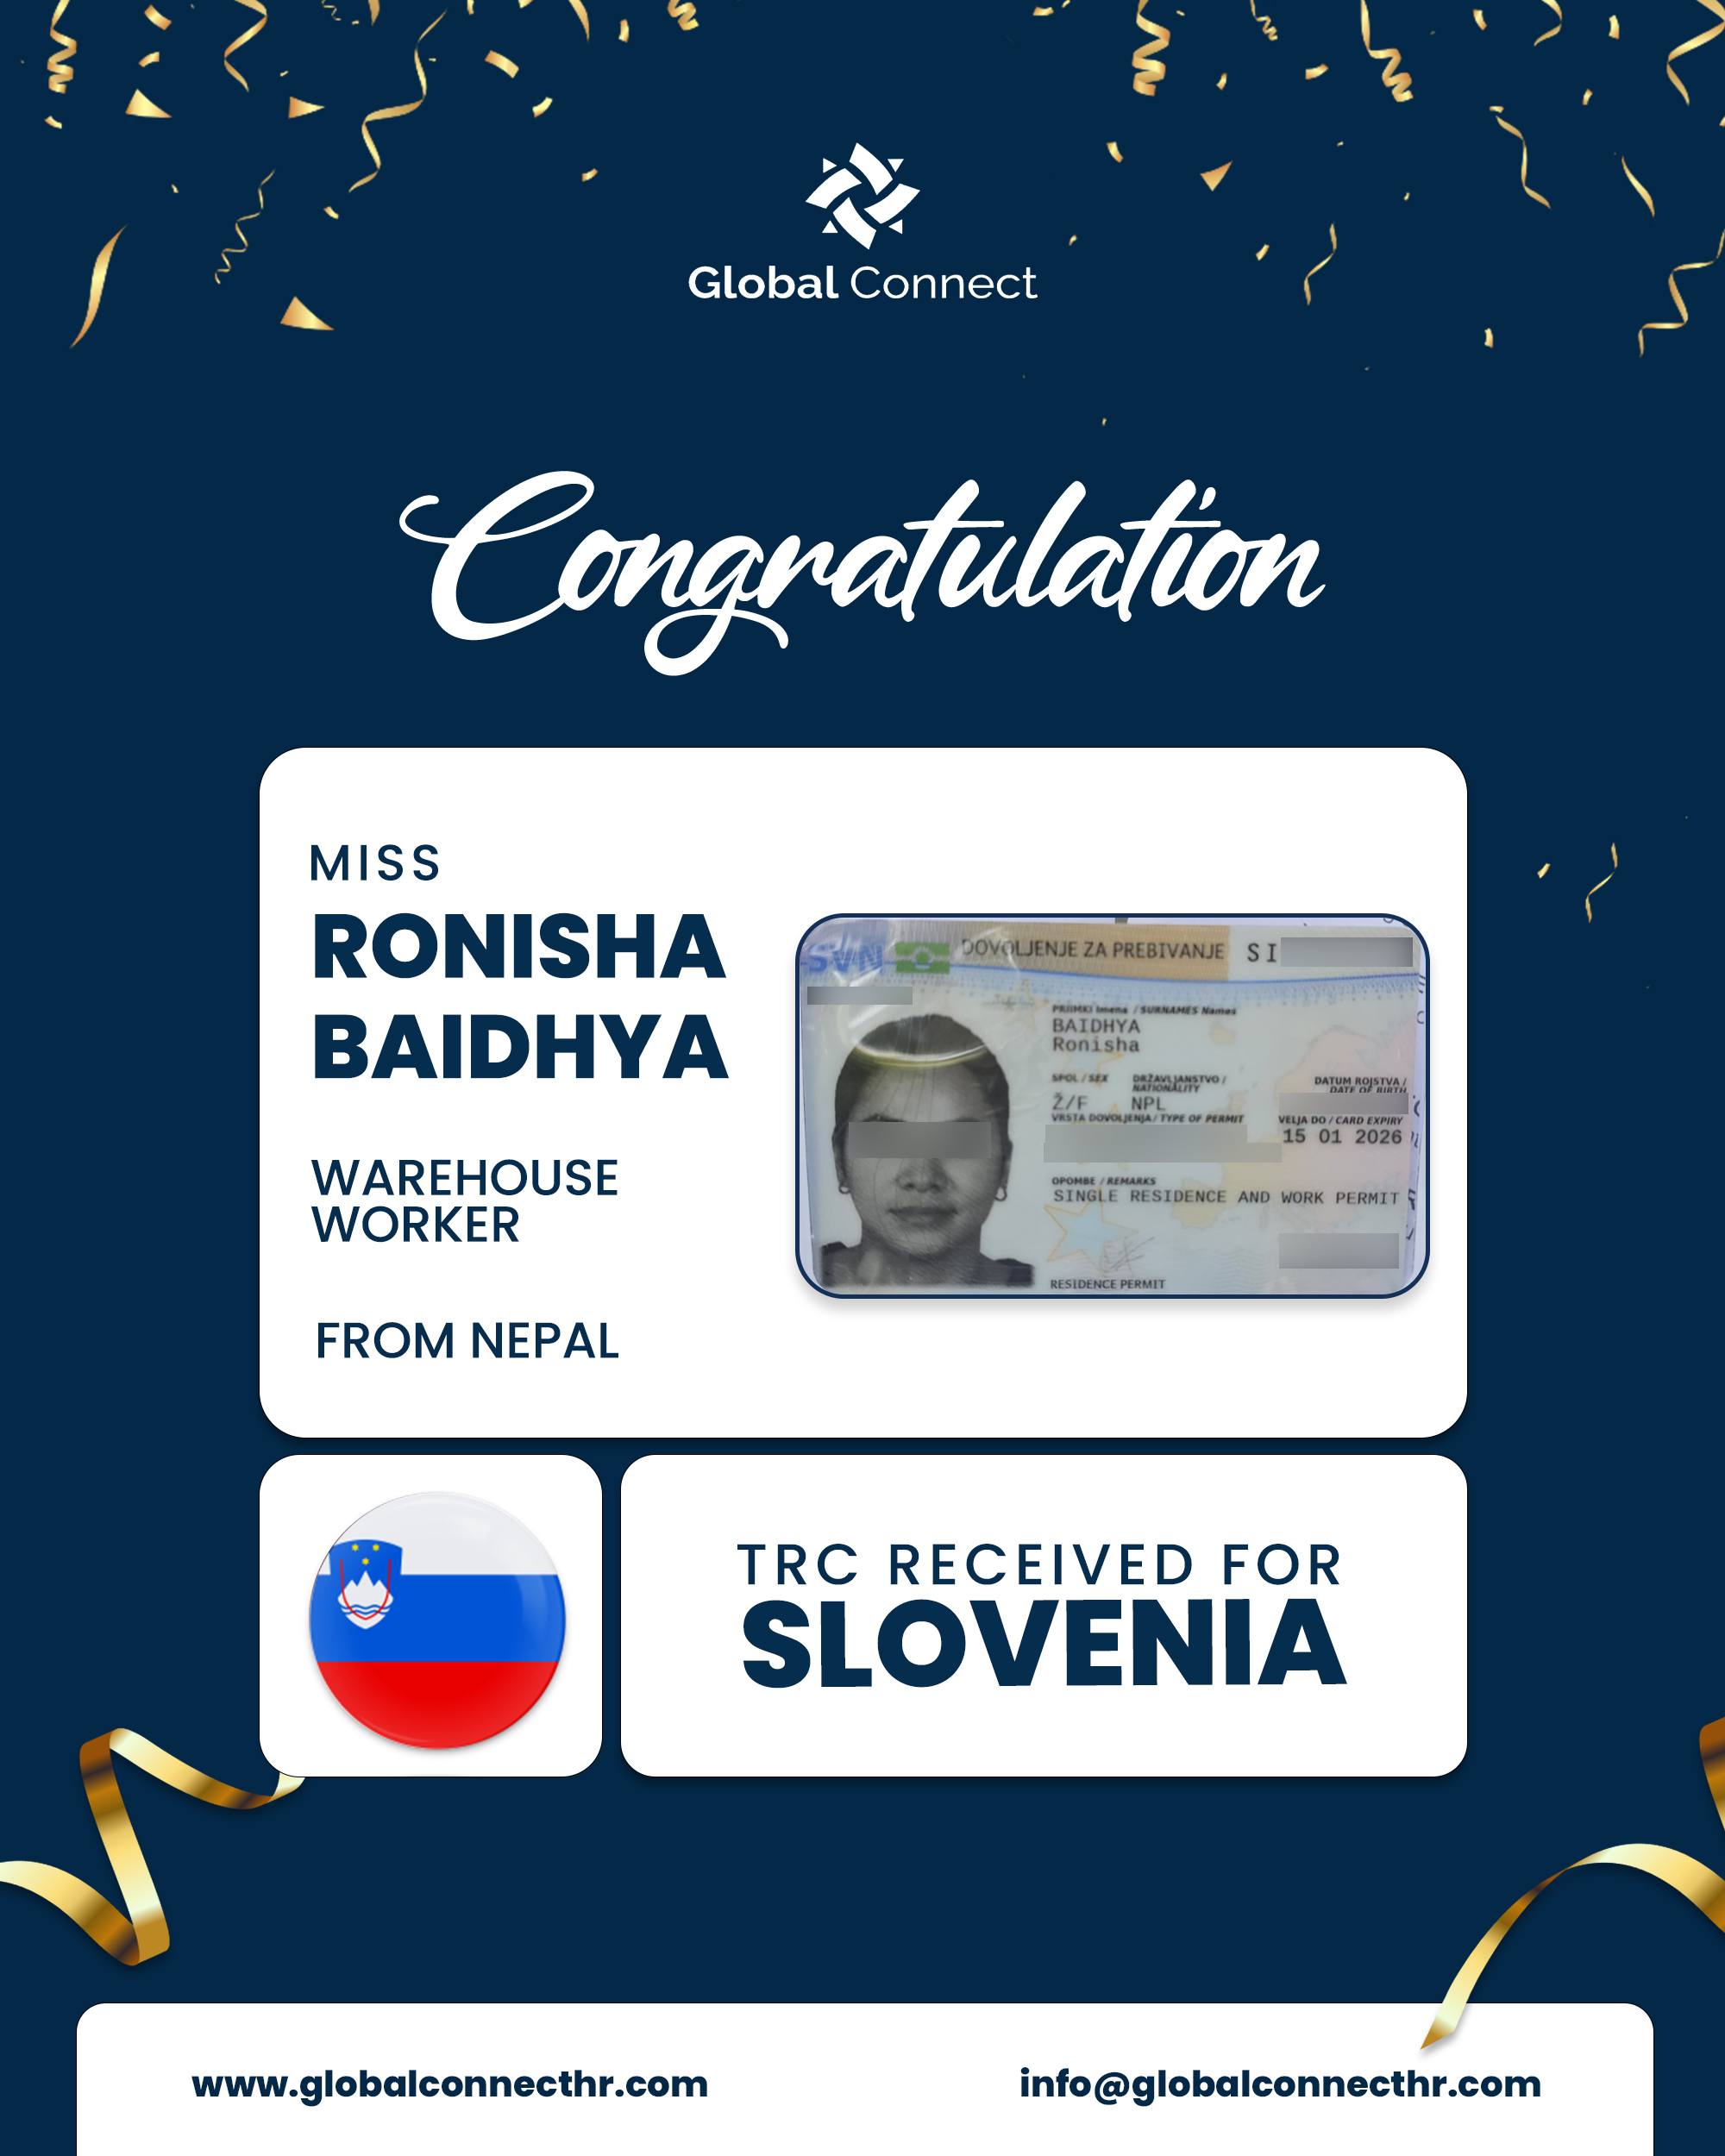 Global Connect
Congratulation
MISS
RONISHA
BAIDHYA
WAREHOUSE
WORKER
FROM NEPAL
SVN DOVOLJENJE ZA PREBIVANJE SI
PRIIMKI Imena / SURNAMES Names
BAIDHYA
Ronisha
SPOL / SEX DRŽAVLJANSTVO / NATIONALITY DATUM ROJSTVA / DATE OF BIRTH
Ž/F NPL
VRSTA DOVOLJENJA / TYPE OF PERMIT VELJA DO / CARD EXPIRY
15 01 2026
OPOMBE / REMARKS
SINGLE RESIDENCE AND WORK PERMIT
RESIDENCE PERMIT
TRC RECEIVED FOR
SLOVENIA
www.globalconnecthr.com
info@globalconnecthr.com